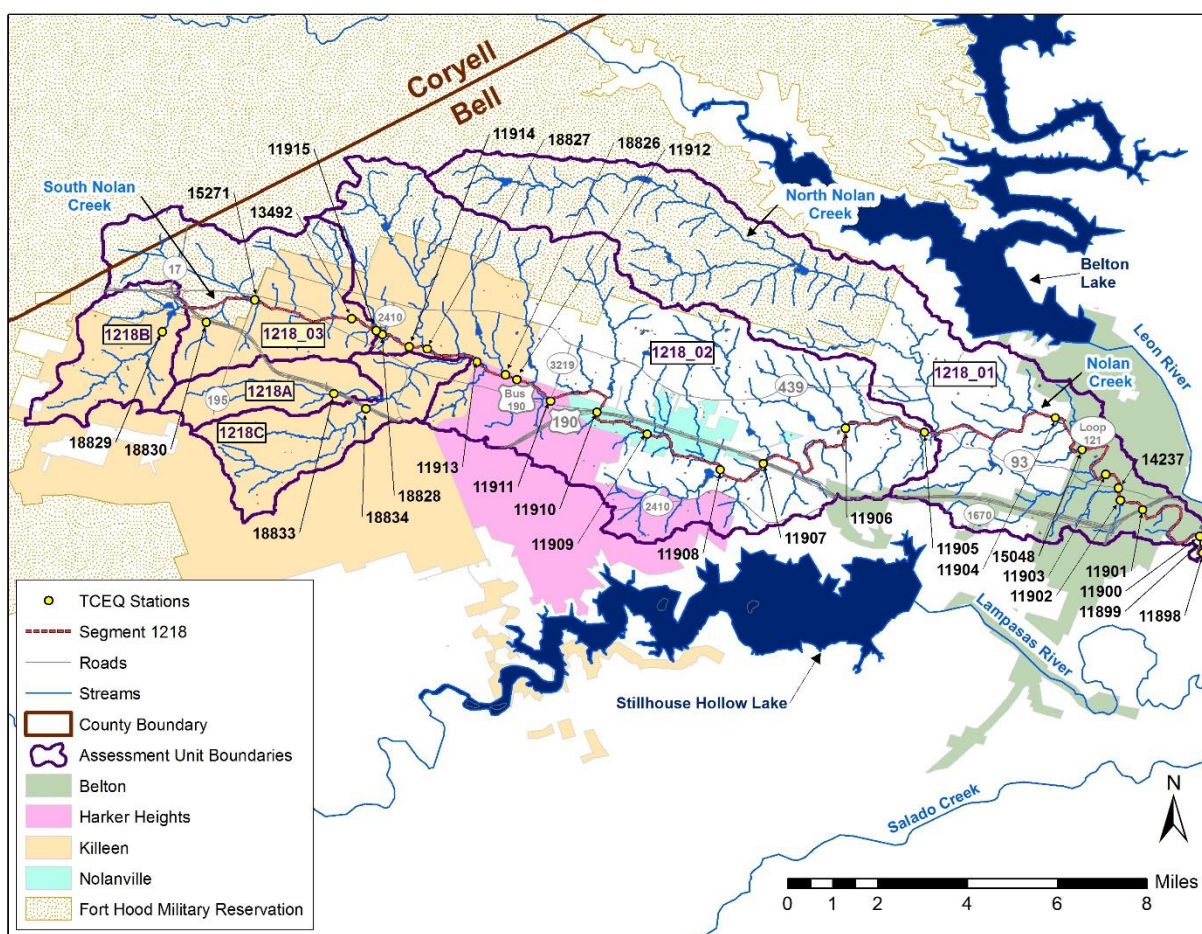 Coryell
Bell
11914
18827
18826
11912
11915
15271
13492
South Nolan
Creek
North Nolan
Creek
Belton
Lake
Leon River
17
2410
1218B
1218_03
1218_02
1218_01
Nolan
Creek
3219
439
1218A
195
Bus
190
190
Loop
121
1218C
93
14237
18829
18830
11913
11911
11910
18828
18834
18833
11909
2410
11908
11907
11906
1670
11905
11904
15048
11903
11902
11901
11900
11899
11898
Lampasas
River
Stillhouse Hollow Lake
Salado Creek
TCEQ Stations
Segment 1218
Roads
Streams
County Boundary
Assessment Unit Boundaries
Belton
Harker Heights
Killeen
Nolanville
Fort Hood Military Reservation
N
Miles
0 1 2 4 6 8